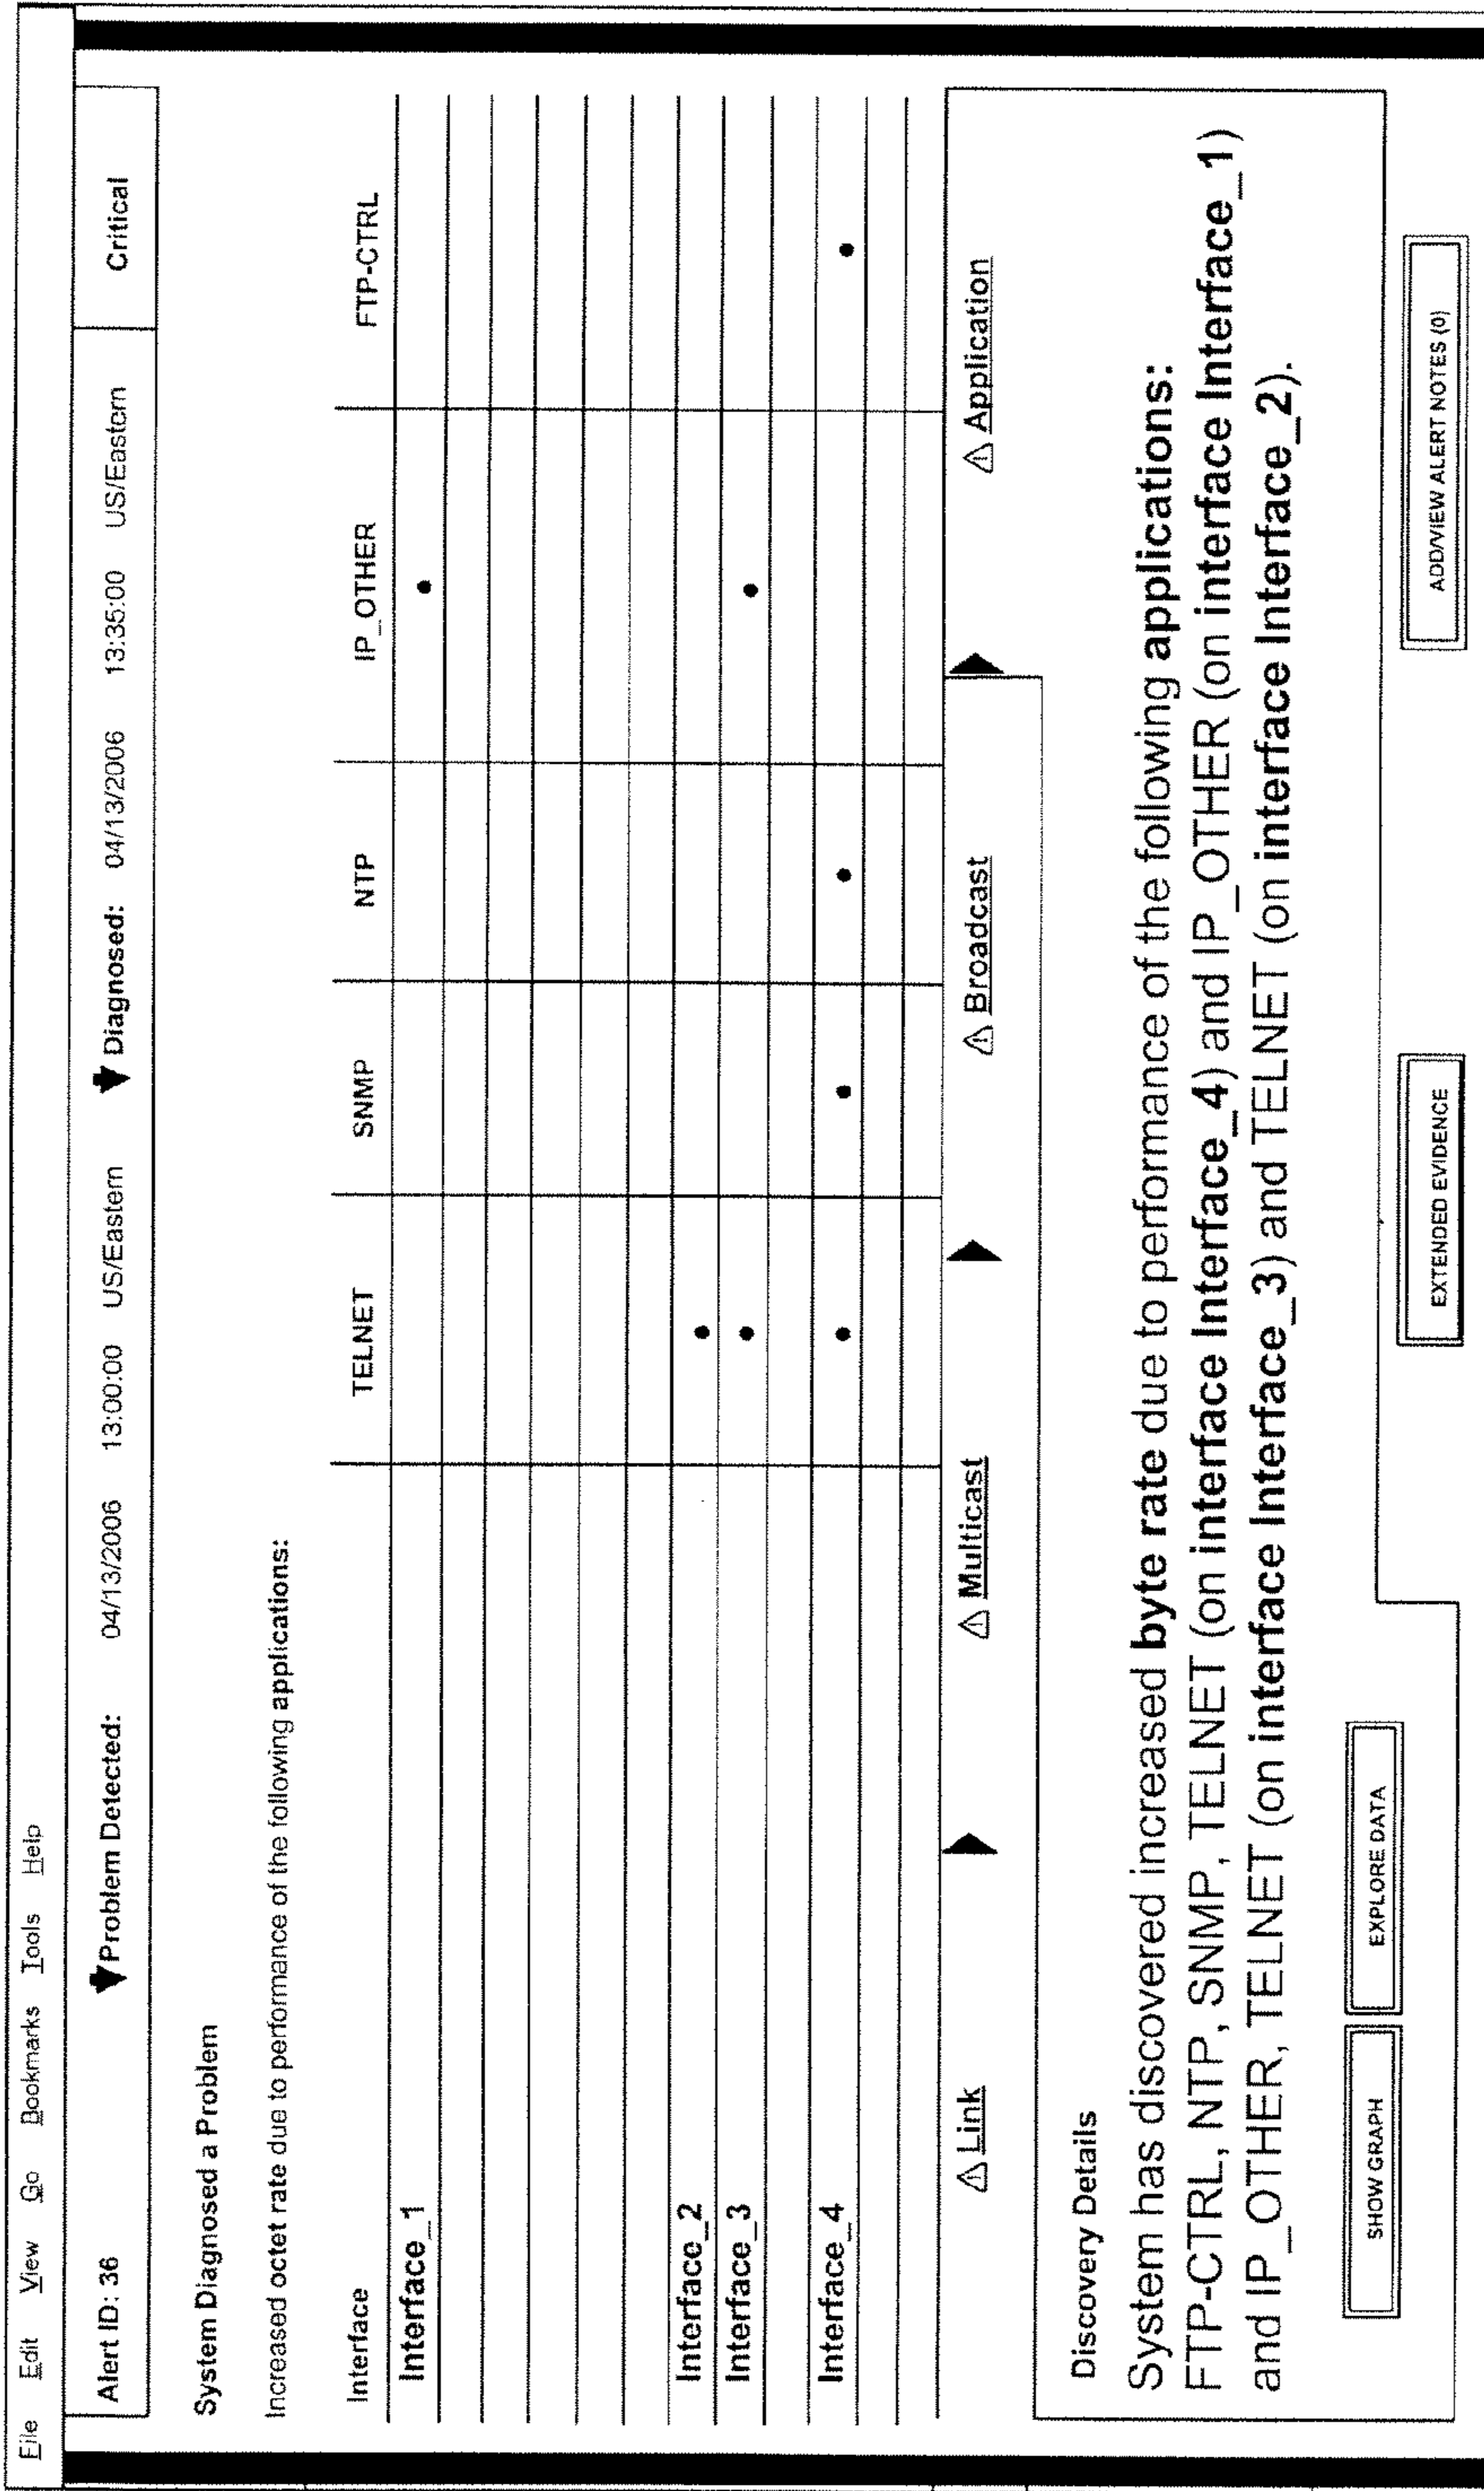 File Edit View Go Bookmarks Tools Help
Alert ID: 36 Problem Detected: 04/13/2006 13:00:00 US/Eastern Diagnosed: 04/13/2006 13:35:00 US/Eastern Critical
System Diagnosed a Problem
Increased octet rate due to performance of the following applications:
Interface TELNET SNMP NTP IP_OTHER FTP-CTRL
Interface_1
Interface_2
Interface_3
Interface_4
Link Multicast Broadcast Application
Discovery Details
System has discovered increased byte rate due to performance of the following applications:
FTP-CTRL, NTP, SNMP, TELNET (on interface Interface_4) and IP_OTHER (on interface Interface_1)
and IP_OTHER, TELNET (on interface Interface_3) and TELNET (on interface Interface_2).
SHOW GRAPH EXPLORE DATA
EXTENDED EVIDENCE ADD/VIEW ALERT NOTES (0)